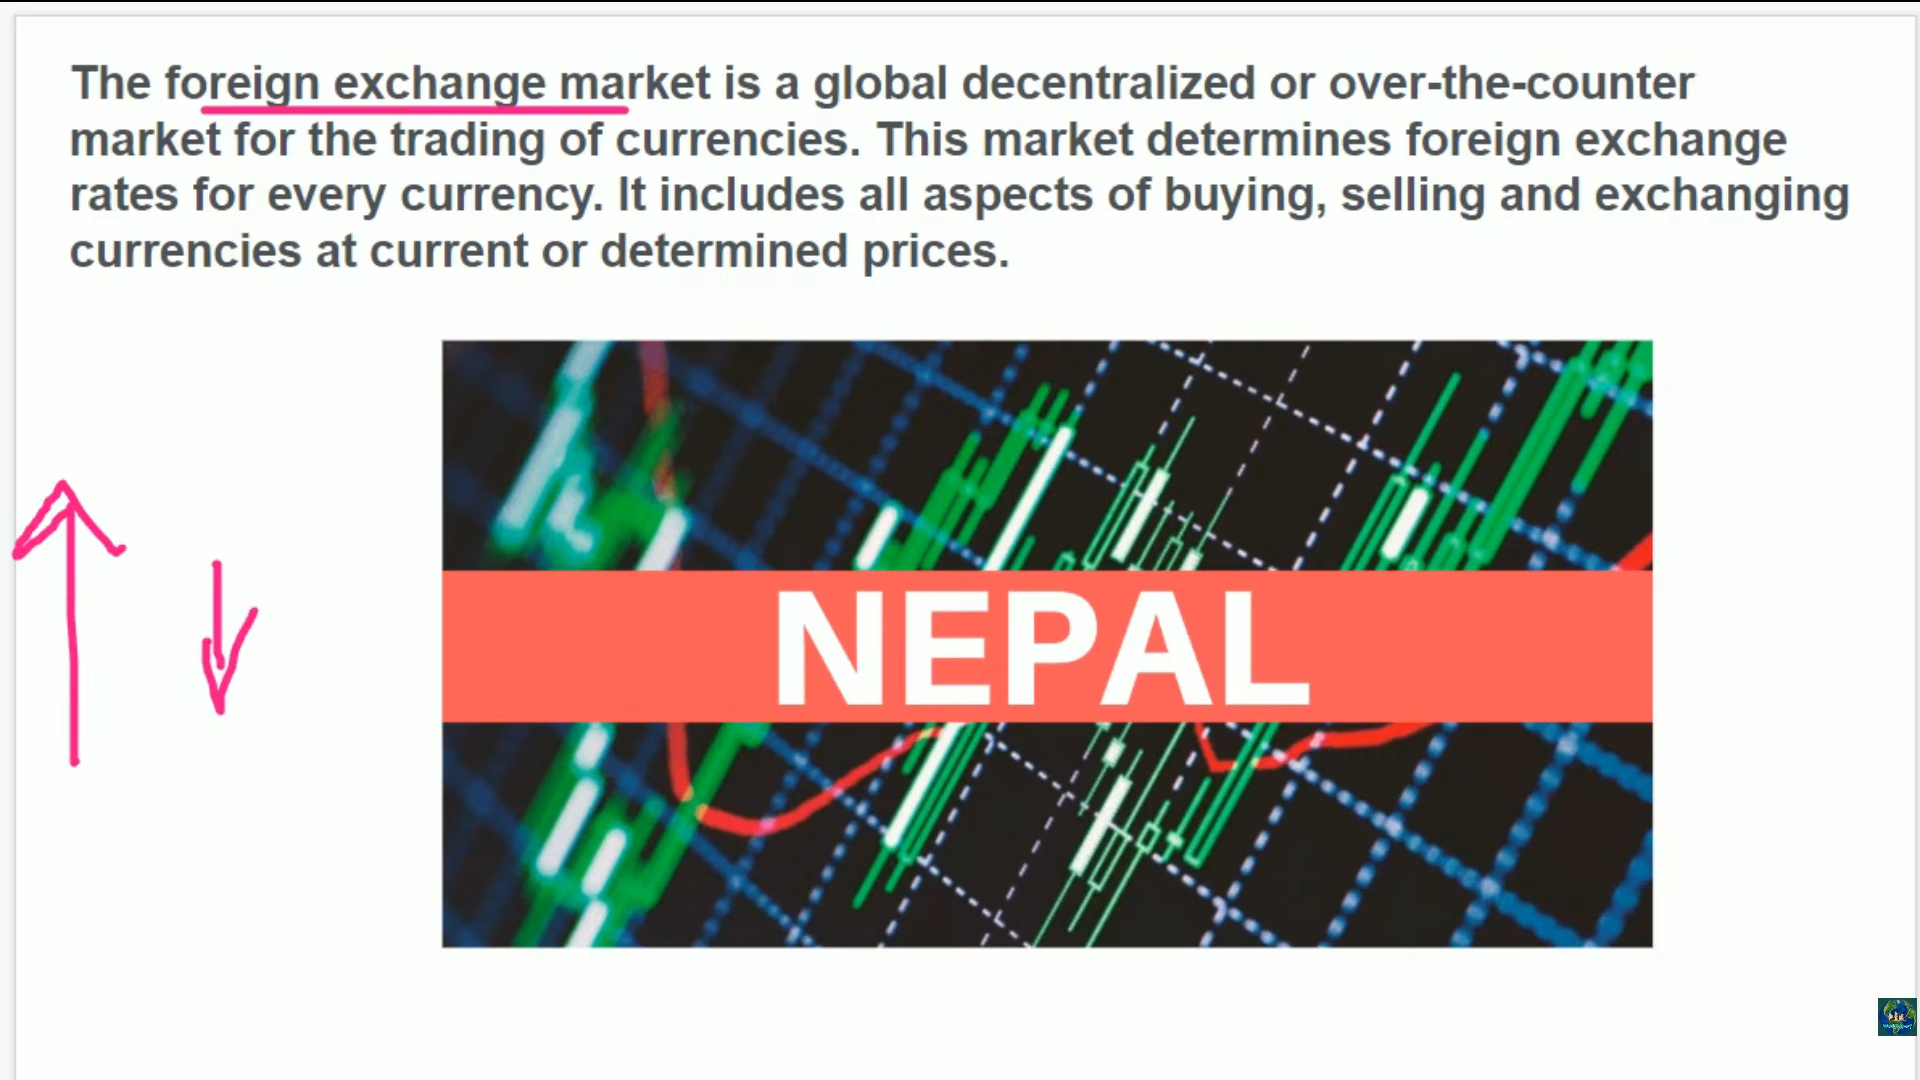 The foreign exchange market is a global decentralized or over-the-counter
market for the trading of currencies. This market determines foreign exchange
rates for every currency. It includes all aspects of buying, selling and exchanging
currencies at current or determined prices.
NEPAL